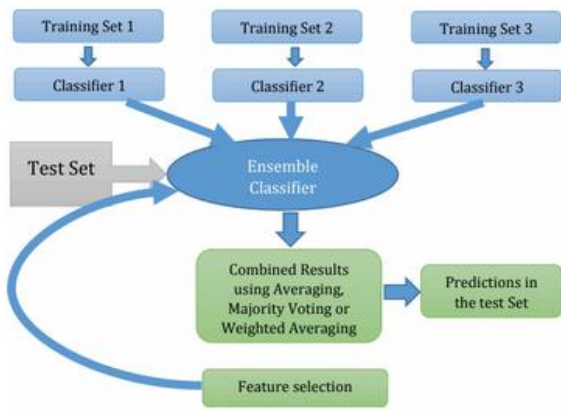 Training Set 1
Training Set 2
Training Set 3
Classifier 1
Classifier 2
Classifier 3
Test Set
Ensemble
Classifier
Combined Results
using Averaging,
Majority Voting or
Weighted Averaging
Predictions in
the test Set
Feature selection